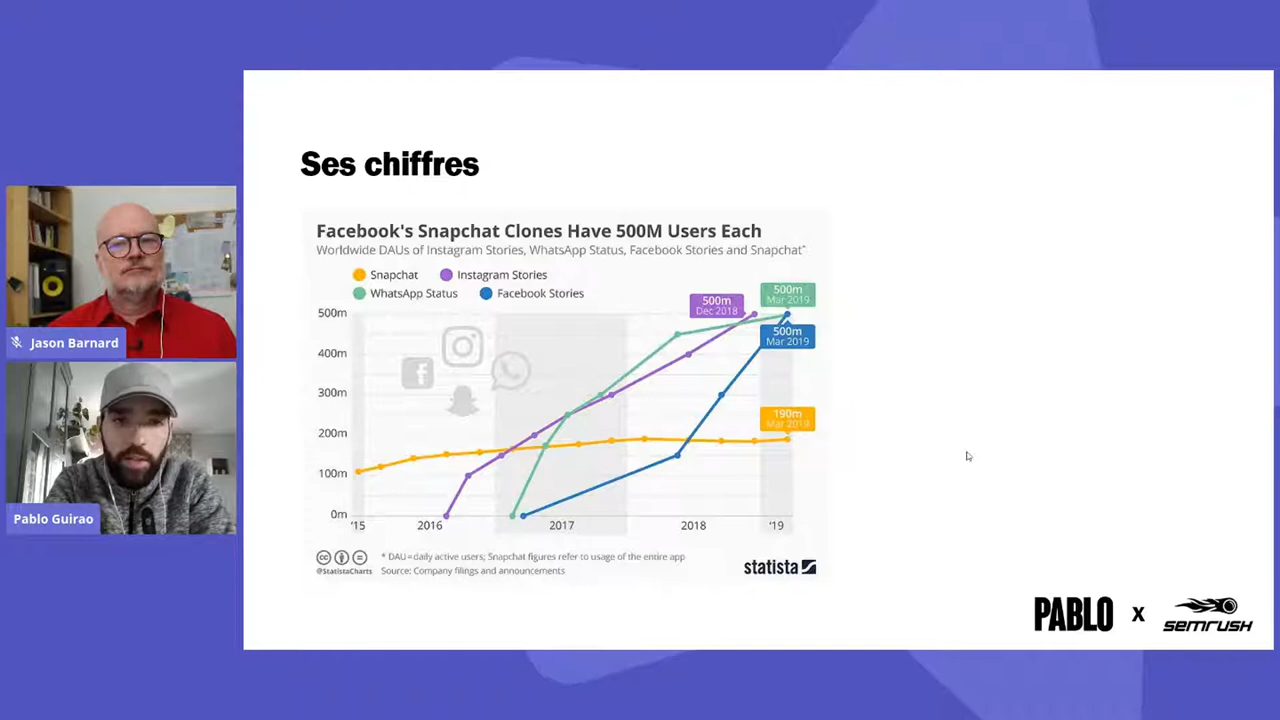 Ses chiffres
Facebook's Snapchat Clones Have 500M Users Each
Worldwide DAUs of Instagram Stories, WhatsApp Status, Facebook Stories and Snapchat*
Snapchat
Instagram Stories
WhatsApp Status
Facebook Stories
500m
Dec 2018
500m
Mar 2019
500m
Mar 2019
190m
Mar 2019
500m
400m
300m
200m
100m
0m
'15
2016
2017
2018
'19
@StatistaCharts
* DAU=daily active users; Snapchat figures refer to usage of the entire app
Source: Company filings and announcements
statista
Jason Barnard
Pablo Guirao
PABLO x SEMRUSH